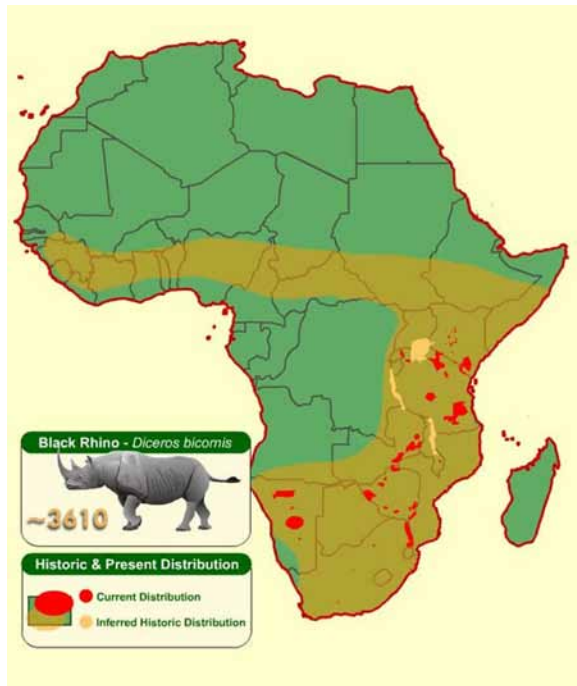 Black Rhino - Diceros bicornis
~3610
Historic & Present Distribution
Current Distribution
Inferred Historic Distribution